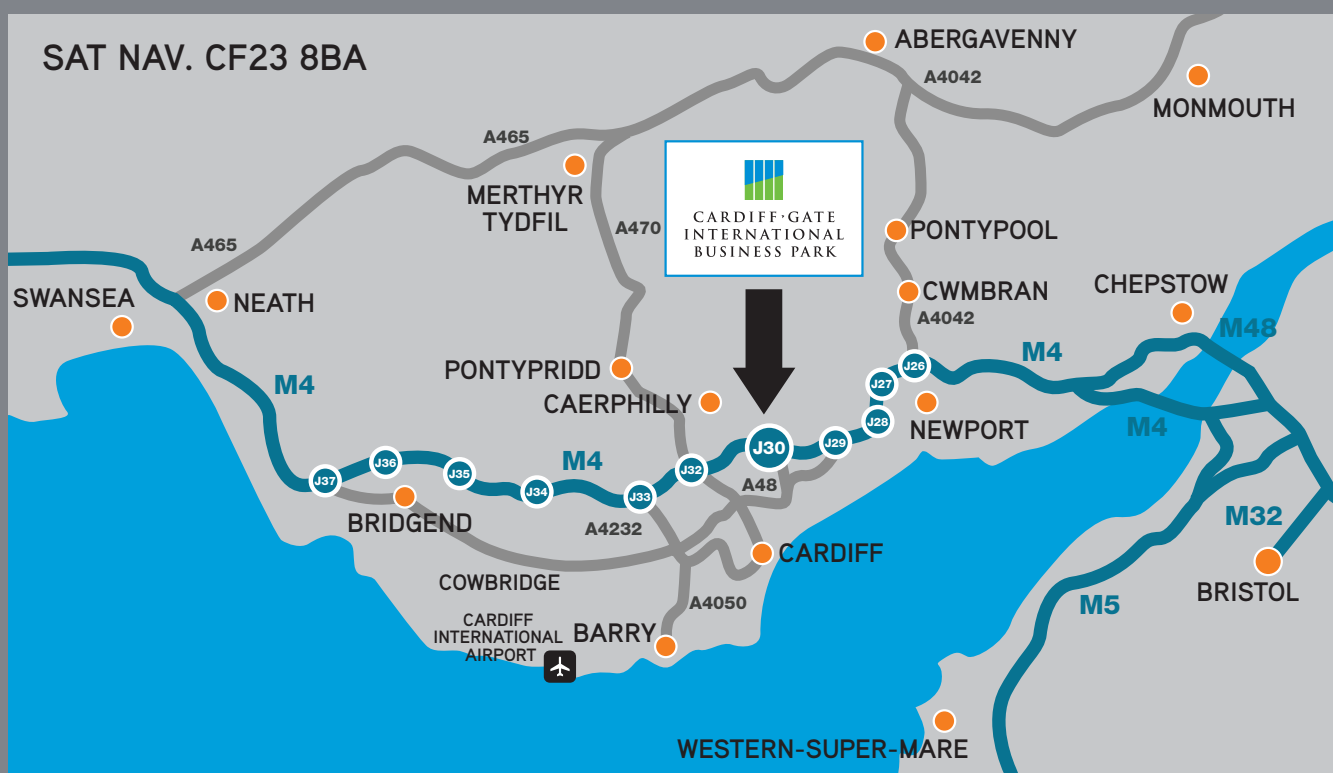 SAT NAV. CF23 8BA
ABERGAVENNY
A4042
MONMOUTH
A465
MERTHYR
TYDFIL
A470
CARDIFF·GATE
INTERNATIONAL
BUSINESS PARK
PONTYPOOL
A465
SWANSEA
NEATH
CWMBRAN
A4042
CHEPSTOW
M48
M4
PONTYPRIDD
CAERPHILLY
J26
J27
J28
M4
M4
NEWPORT
J37
J36
J35
J34
M4
J33
J32
J30
J29
A48
BRIDGEND
A4232
M32
CARDIFF
COWBRIDGE
BRISTOL
M5
A4050
CARDIFF
INTERNATIONAL
AIRPORT
BARRY
WESTERN-SUPER-MARE